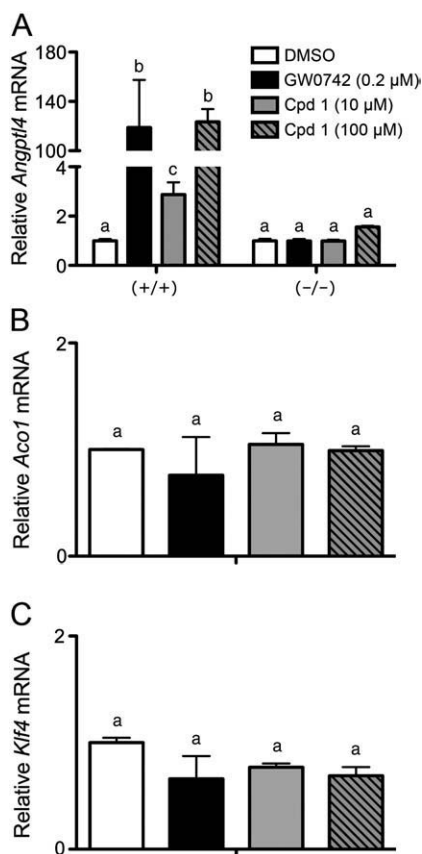 A
Relative Angptl4 mRNA
180
140
100
4
2
0
a
b
c
b
a
a
a
a
DMSO
GW0742 (0.2 μM)
Cpd 1 (10 μM)
Cpd 1 (100 μM)
(+/+)
(−/−)
B
Relative Aco1 mRNA
2
0
a
a
a
a
C
Relative Klf4 mRNA
2
0
a
a
a
a